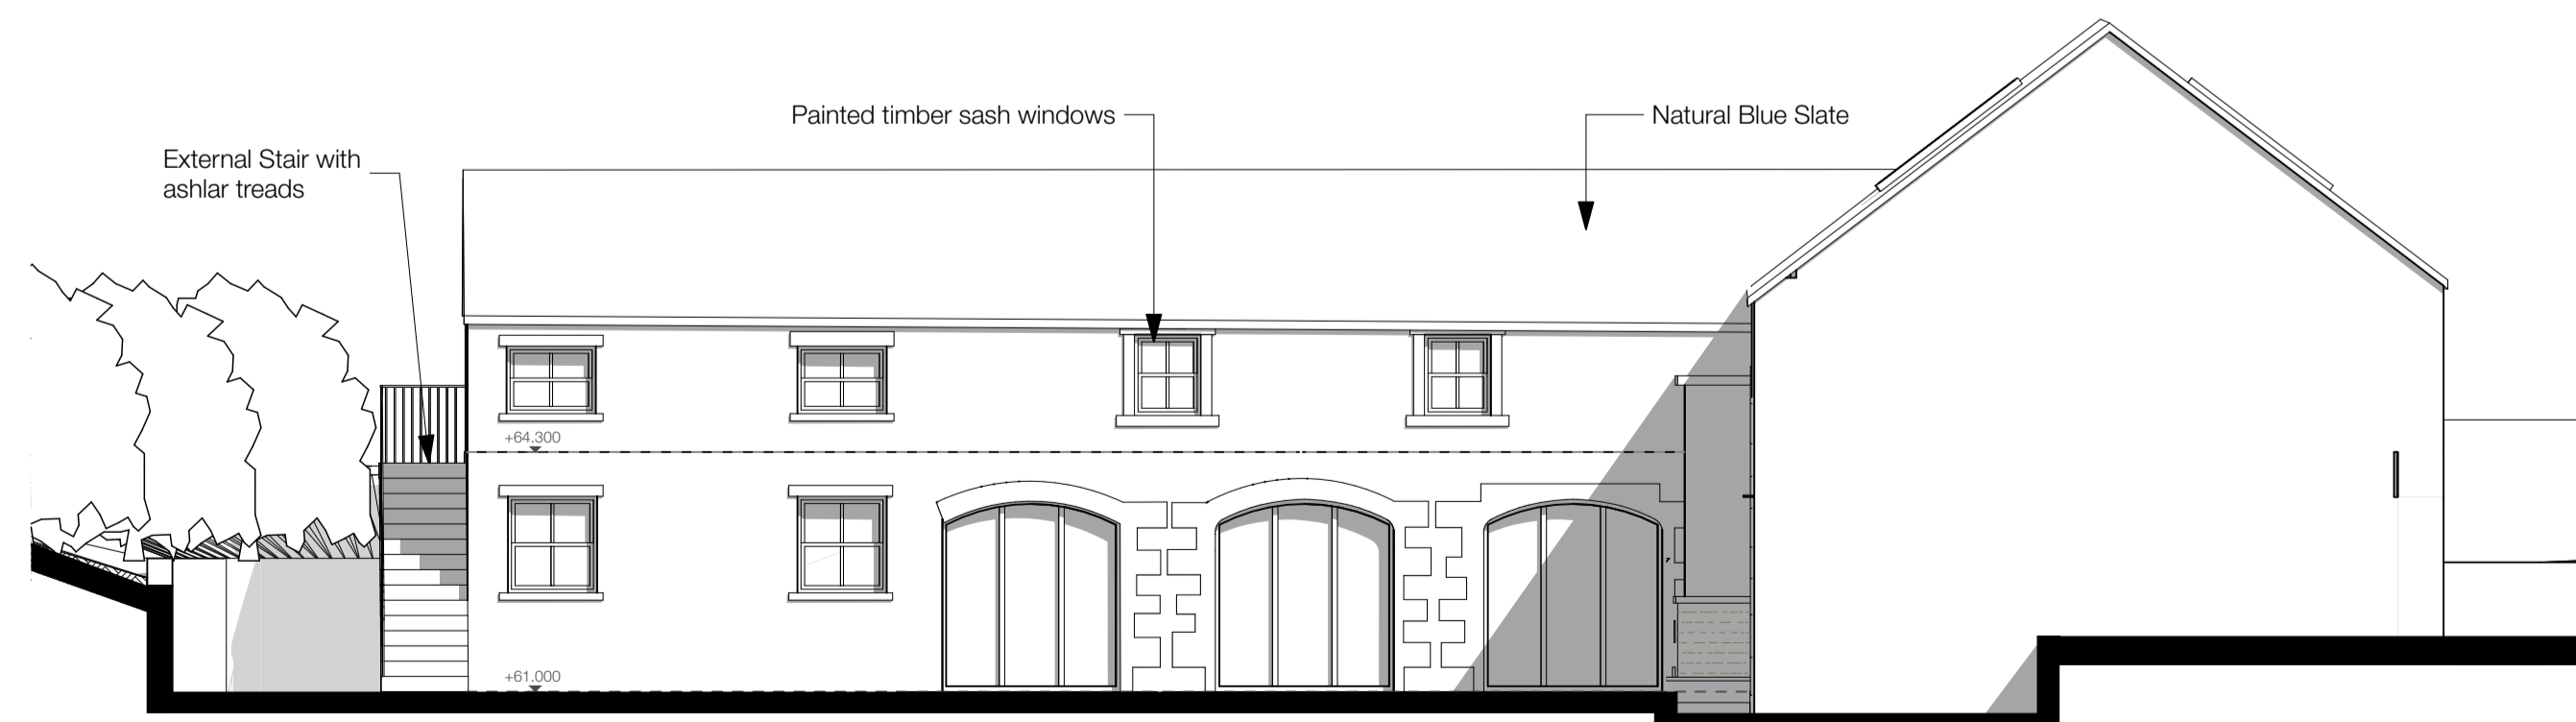 Painted timber sash windows
Natural Blue Slate
External Stair with
ashlar treads
+64.300
+61.000